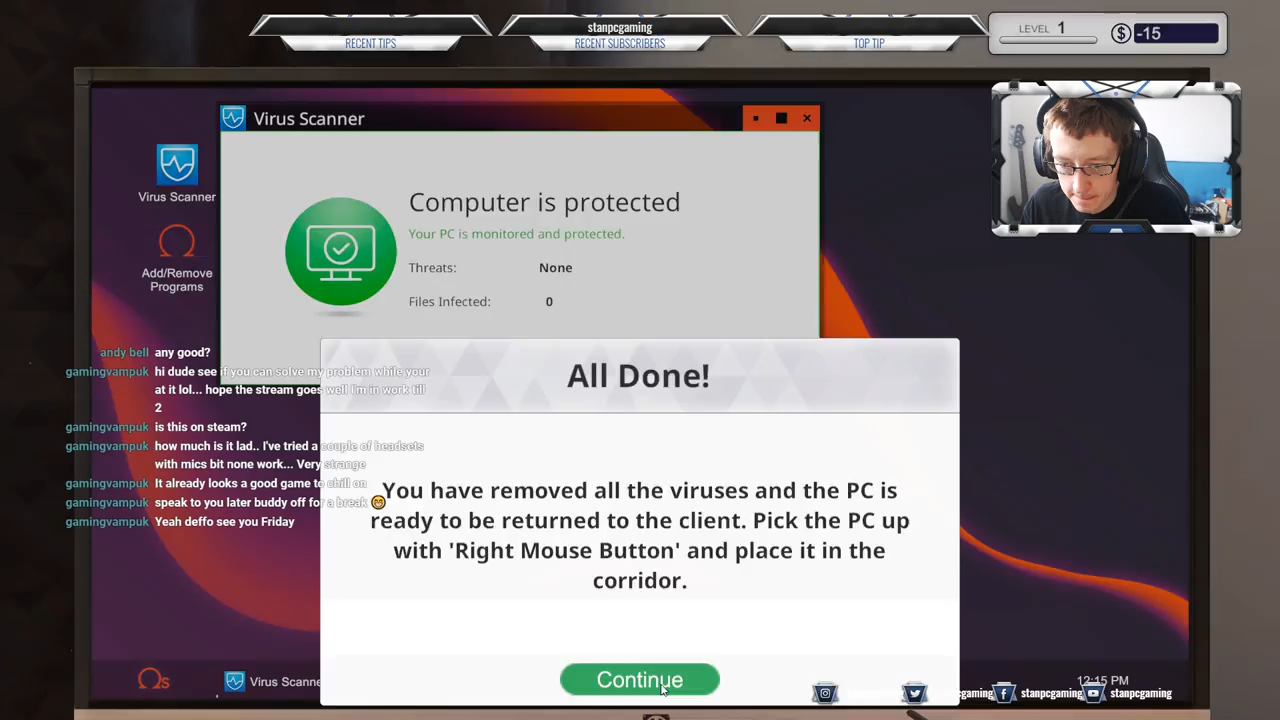 stanpcgaming
RECENT TIPS
RECENT SUBSCRIBERS
TOP TIP
LEVEL 1
$ -15
Virus Scanner
Virus Scanner
Computer is protected
Your PC is monitored and protected.
Threats: None
Files Infected: 0
Add/Remove
Programs
andy bell any good?
gamingvampuk hi dude see if you can solve my problem while your
at it lol... hope the stream goes well I'm in work till
2
gamingvampuk is this on steam?
gamingvampuk how much is it lad.. I've tried a couple of headsets
with mics bit none work... Very strange
gamingvampuk It already looks a good game to chill on
gamingvampuk speak to you later buddy off for a break 😁
gamingvampuk Yeah deffo see you Friday
All Done!
You have removed all the viruses and the PC is
ready to be returned to the client. Pick the PC up
with 'Right Mouse Button' and place it in the
corridor.
Continue
Ωs
Virus Scanne
12:15 PM
gaming
stanpcgaming
stanpcgaming